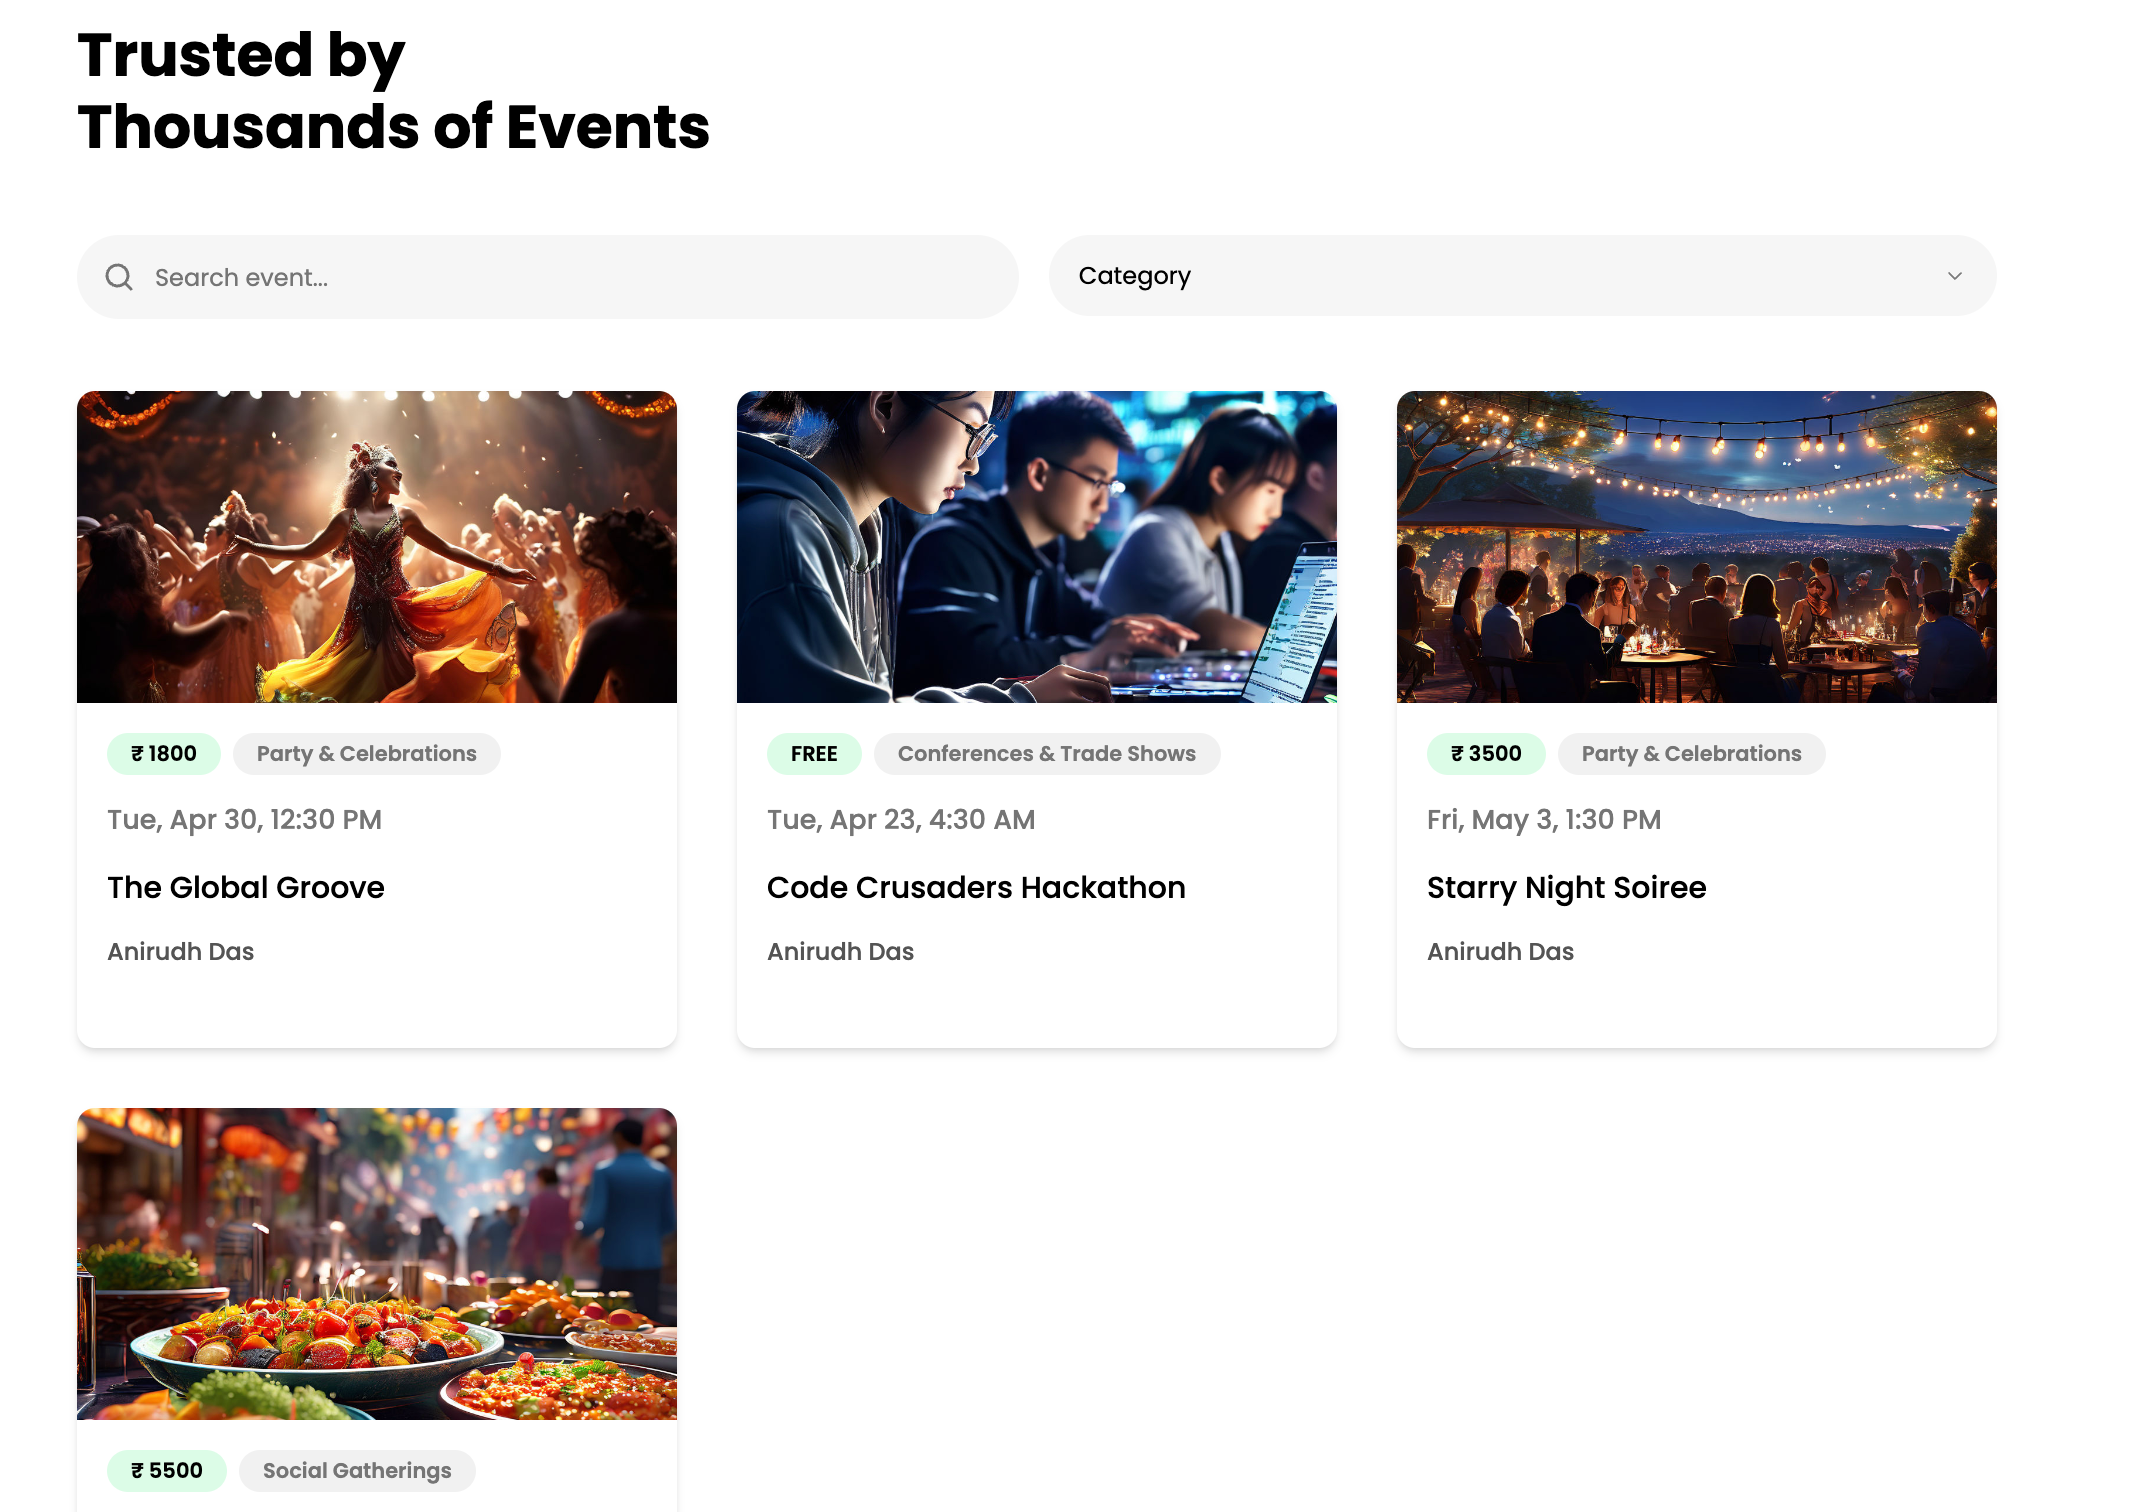 Trusted by
Thousands of Events
Search event...
Category
₹ 1800
Party & Celebrations
Tue, Apr 30, 12:30 PM
The Global Groove
Anirudh Das
FREE
Conferences & Trade Shows
Tue, Apr 23, 4:30 AM
Code Crusaders Hackathon
Anirudh Das
₹ 3500
Party & Celebrations
Fri, May 3, 1:30 PM
Starry Night Soiree
Anirudh Das
₹ 5500
Social Gatherings